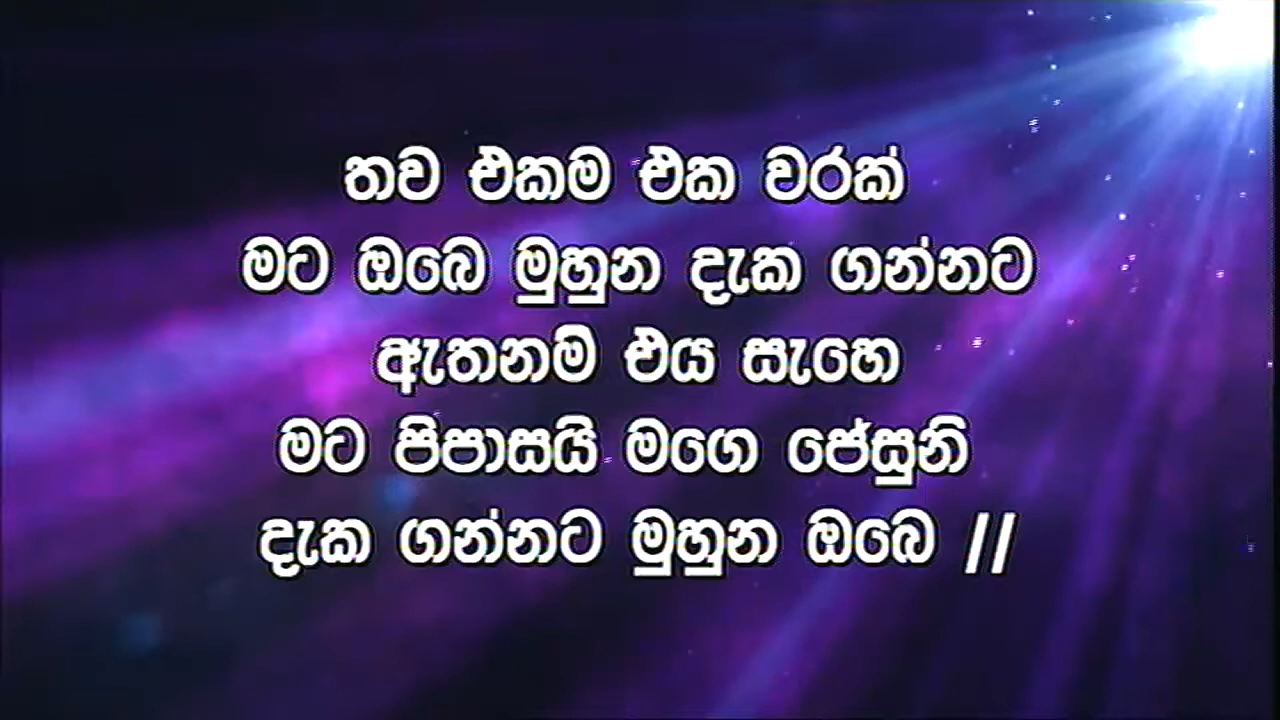 තව එකම එක වරක්
මට ඔබෙ මුහුන දැක ගන්නට
ඇතනම් එය සෑහෙ
මට පිපාසයි මගෙ ජේසුනි
දැක ගන්නට මුහුන ඔබෙ //